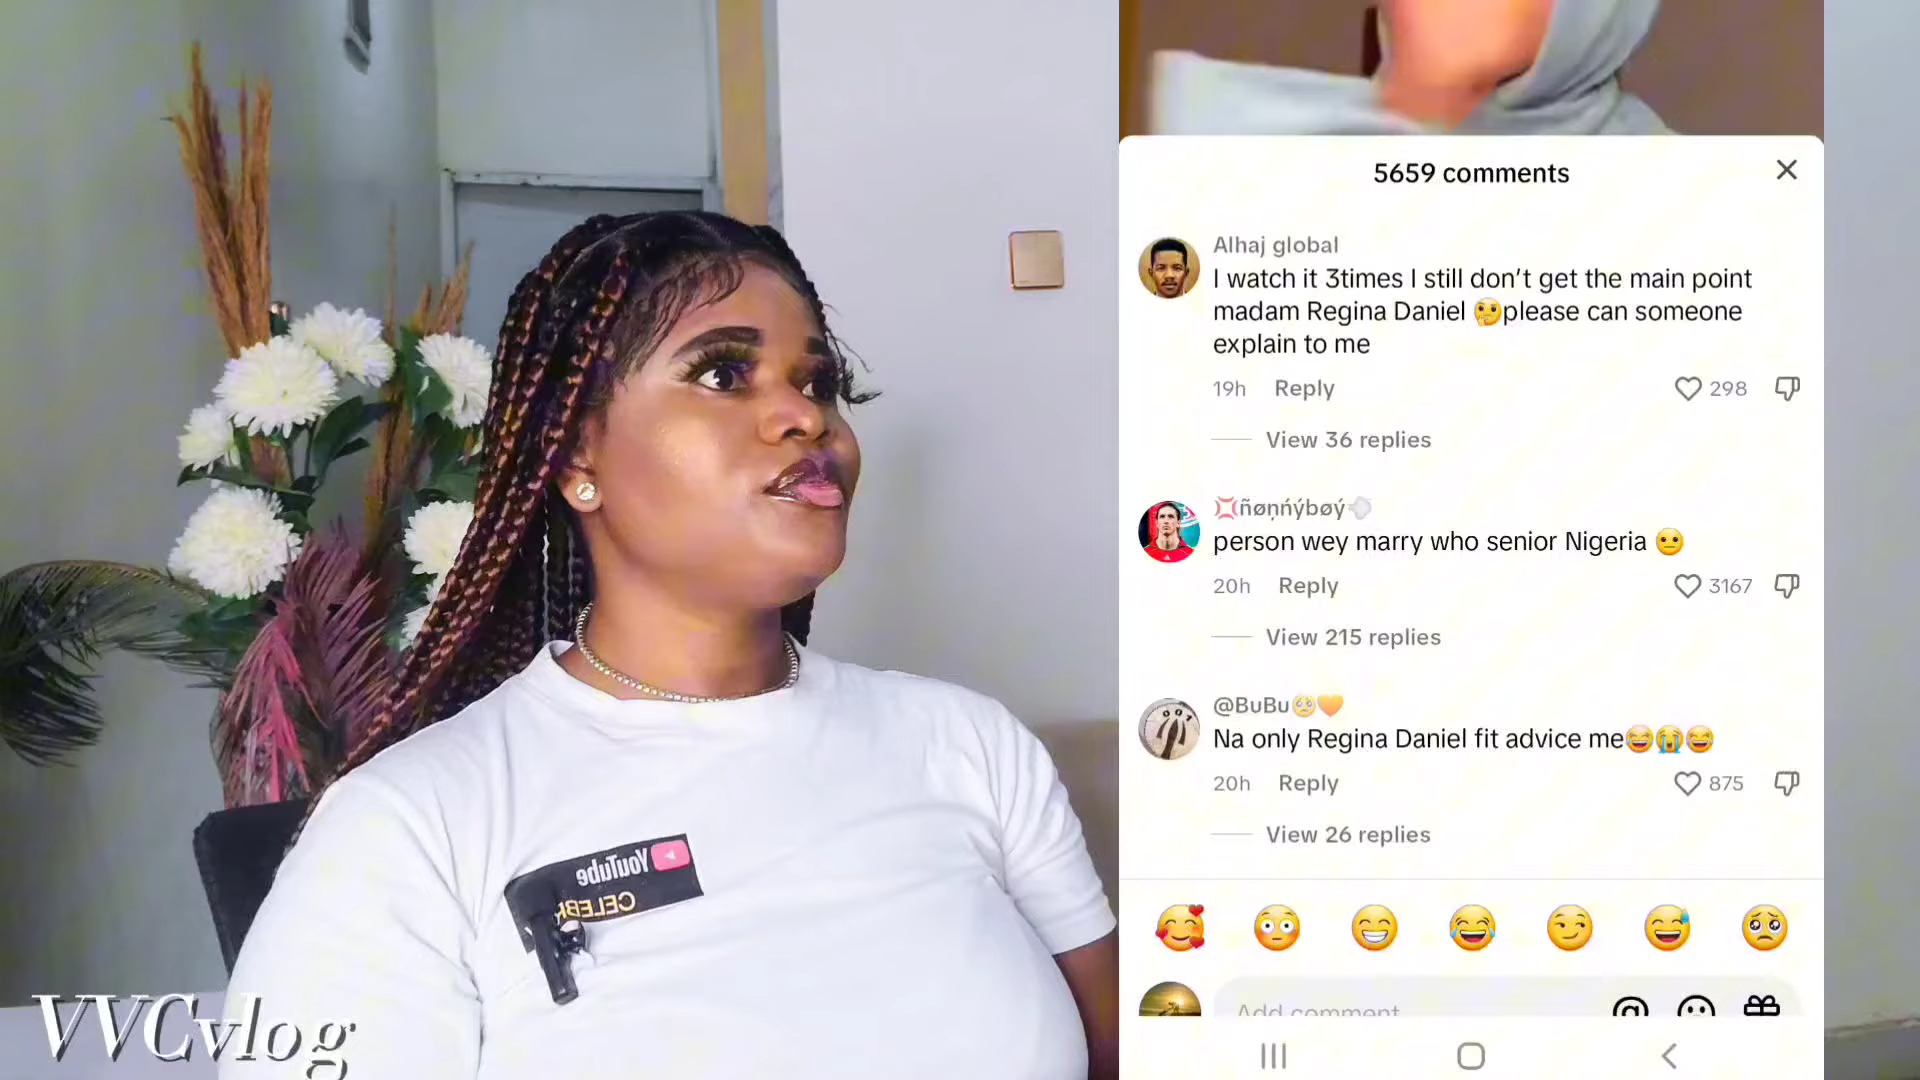 5659 comments
Alhaj global
I watch it 3times I still don’t get the main point
madam Regina Daniel 🤔please can someone
explain to me
19h Reply 298
View 36 replies
💢ñøṇńýbøý💨
person wey marry who senior Nigeria 😐
20h Reply 3167
View 215 replies
@BuBu🥺🧡
Na only Regina Daniel fit advice me😂😭😂
20h Reply 875
View 26 replies
Add comment
YouTube
CELEB
VVCvlog